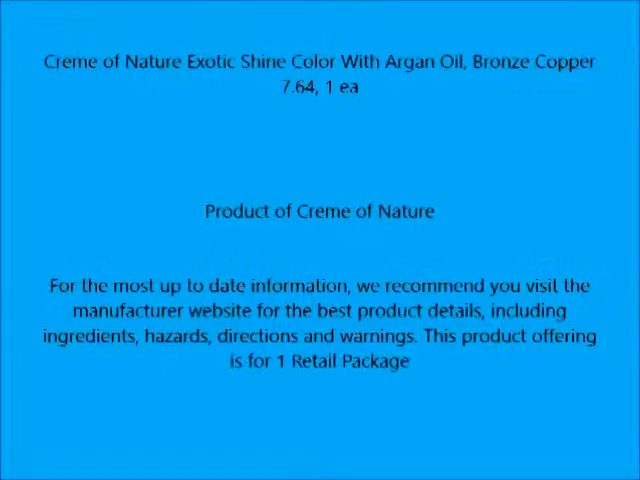 Creme of Nature Exotic Shine Color With Argan Oil, Bronze Copper
7.64, 1 ea
Product of Creme of Nature
For the most up to date information, we recommend you visit the
manufacturer website for the best product details, including
ingredients, hazards, directions and warnings. This product offering
is for 1 Retail Package